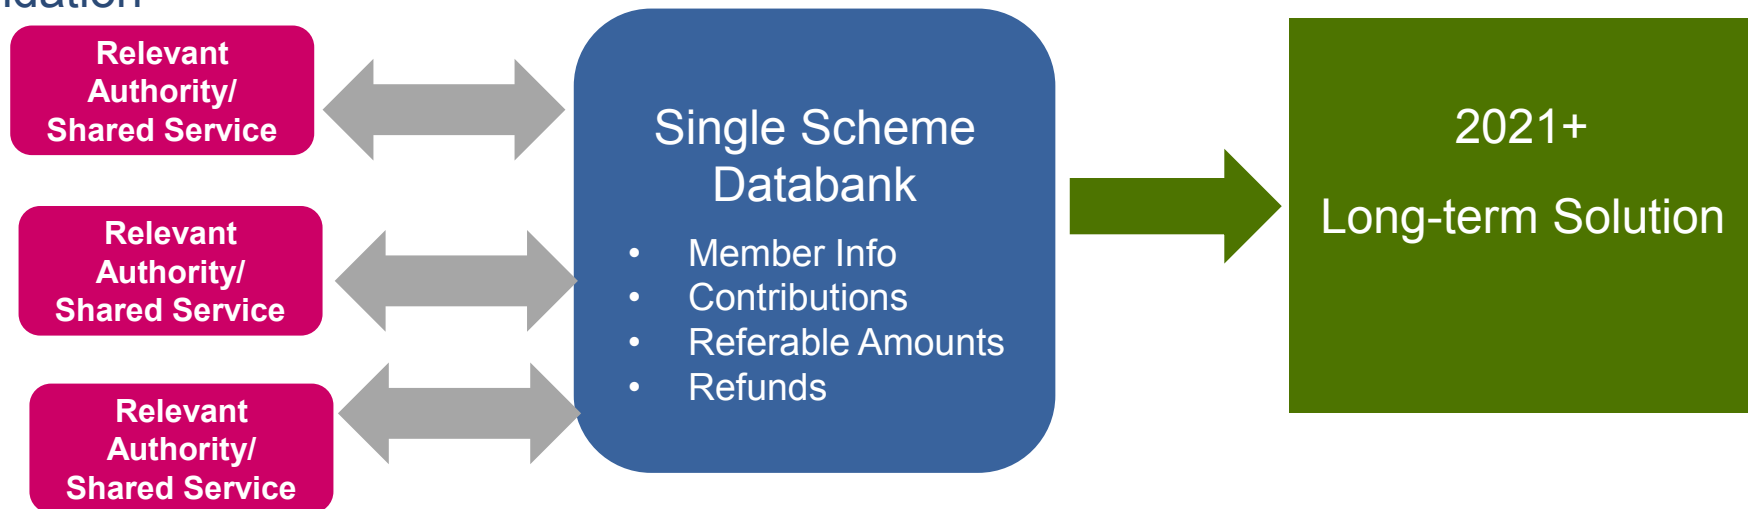 Relevant
Authority/
Shared Service
Relevant
Authority/
Shared Service
Relevant
Authority/
Shared Service
Single Scheme
Databank
• Member Info
• Contributions
• Referable Amounts
• Refunds
2021+
Long-term Solution